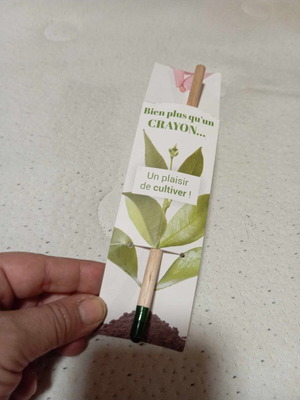 Bien plus qu'un
CRAYON...
Un plaisir
de cultiver !